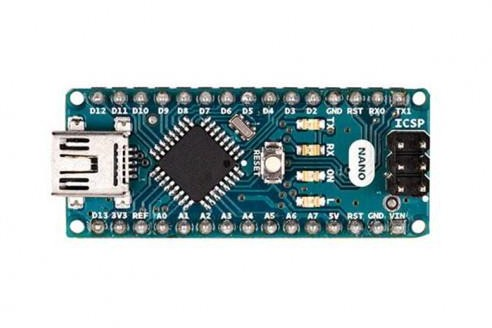 D12 D11 D10 D9 D8 D7 D6 D5 D4 D3 D2 GND RST RX0 TX1
ICSP
TX
RX
ON
L
RESET
NANO
D13 3V3 REF A0 A1 A2 A3 A4 A5 A6 A7 5V RST GND VIN